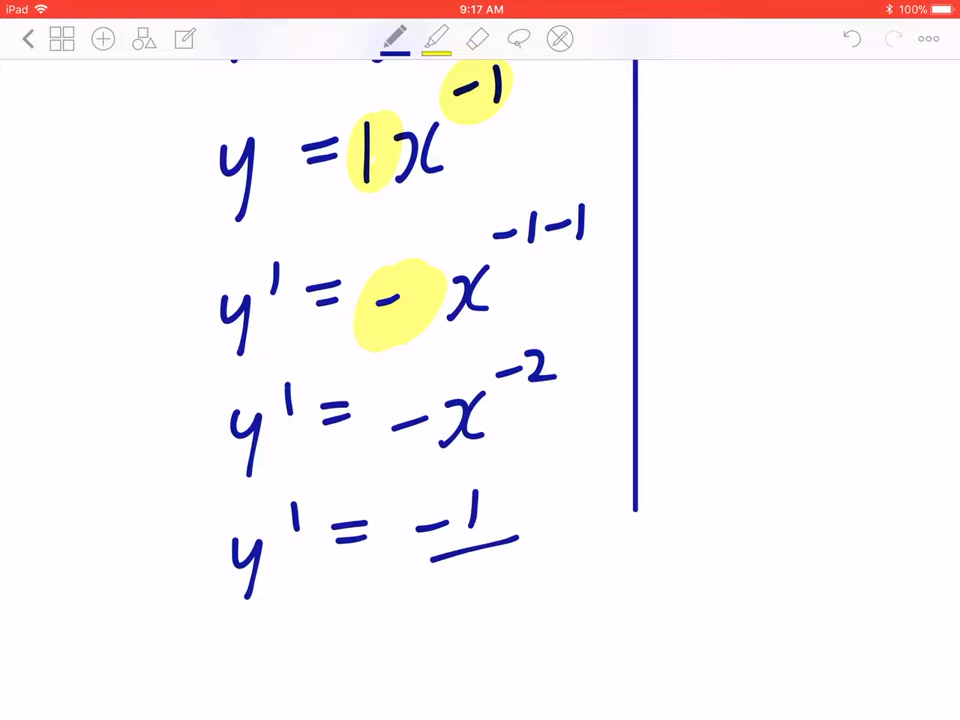 iPad 9:17 AM 100%
y = 1x^-1
y' = -x^-1-1
y' = -x^-2
y' = -1